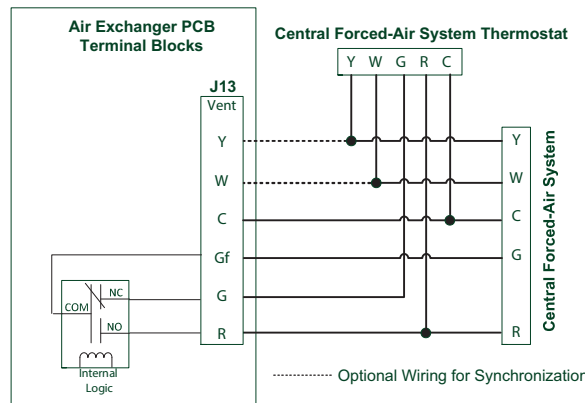 Air Exchanger PCB
Terminal Blocks
Central Forced-Air System Thermostat
Y W G R C
J13
Vent
Y
W
C
Gf
G
R
NC
COM
NO
Internal
Logic
Y
W
C
G
R
Central Forced-Air System
Optional Wiring for Synchronization